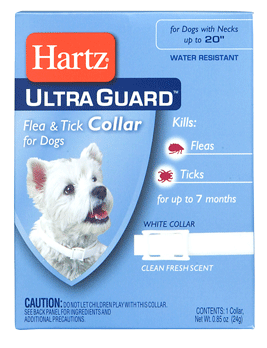 for Dogs with Necks
up to 20"
WATER RESISTANT
Hartz
ULTRAGUARD™
Flea & Tick Collar
for Dogs
Kills:
Fleas
Ticks
for up to 7 months
WHITE COLLAR
CLEAN FRESH SCENT
CAUTION: DO NOT LET CHILDREN PLAY WITH THIS COLLAR.
SEE BACK PANEL FOR INGREDIENTS AND
ADDITIONAL PRECAUTIONS.
CONTENTS: 1 Collar.
Net Wt. 0.85 oz (24g)